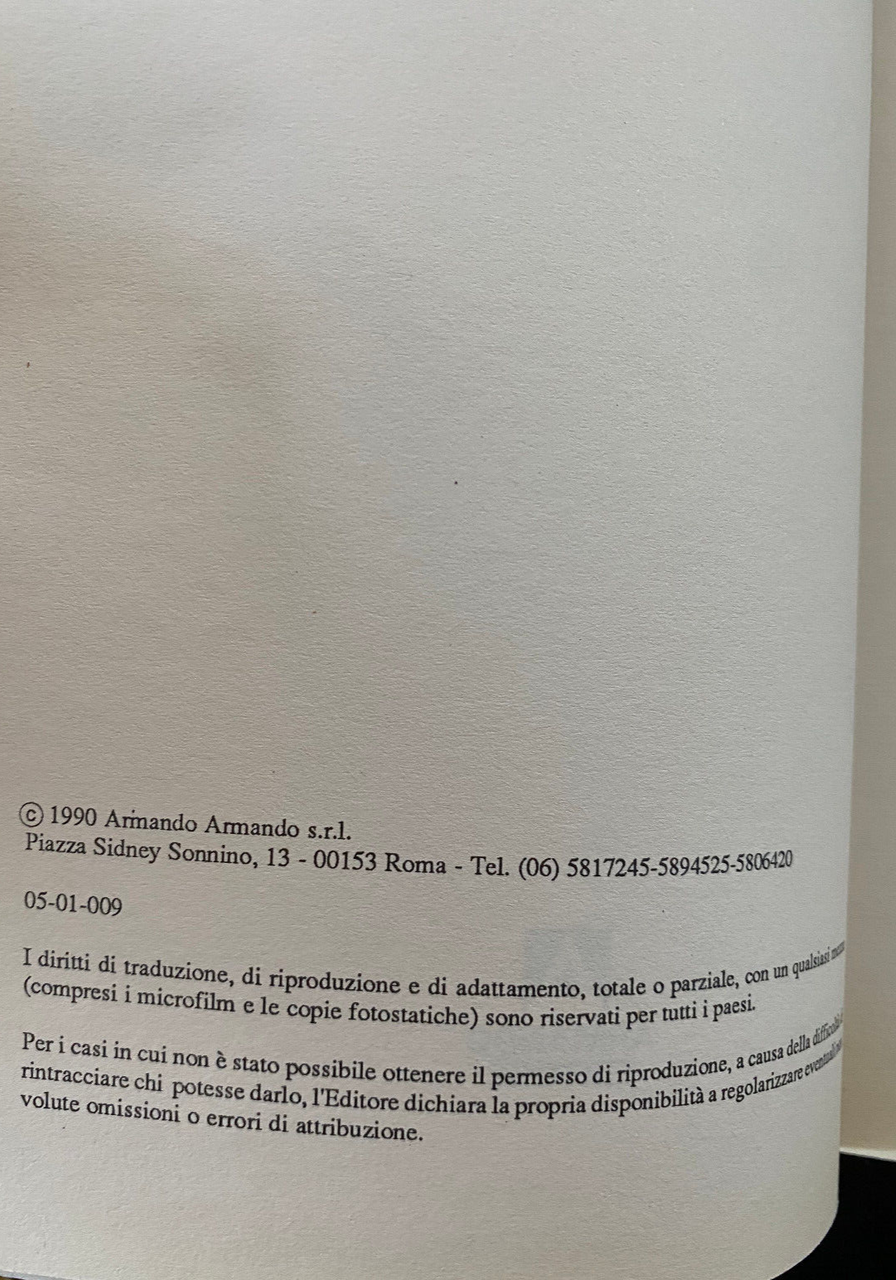 © 1990 Armando Armando s.r.l.
Piazza Sidney Sonnino, 13 - 00153 Roma - Tel. (06) 5817245-5894525-5806420
05-01-009
I diritti di traduzione, di riproduzione e di adattamento, totale o parziale, con un qualsiasi mezzo
(compresi i microfilm e le copie fotostatiche) sono riservati per tutti i paesi.
Per i casi in cui non è stato possibile ottenere il permesso di riproduzione, a causa della difficoltà
rintracciare chi potesse darlo, l'Editore dichiara la propria disponibilità a regolarizzare eventuali
volute omissioni o errori di attribuzione.